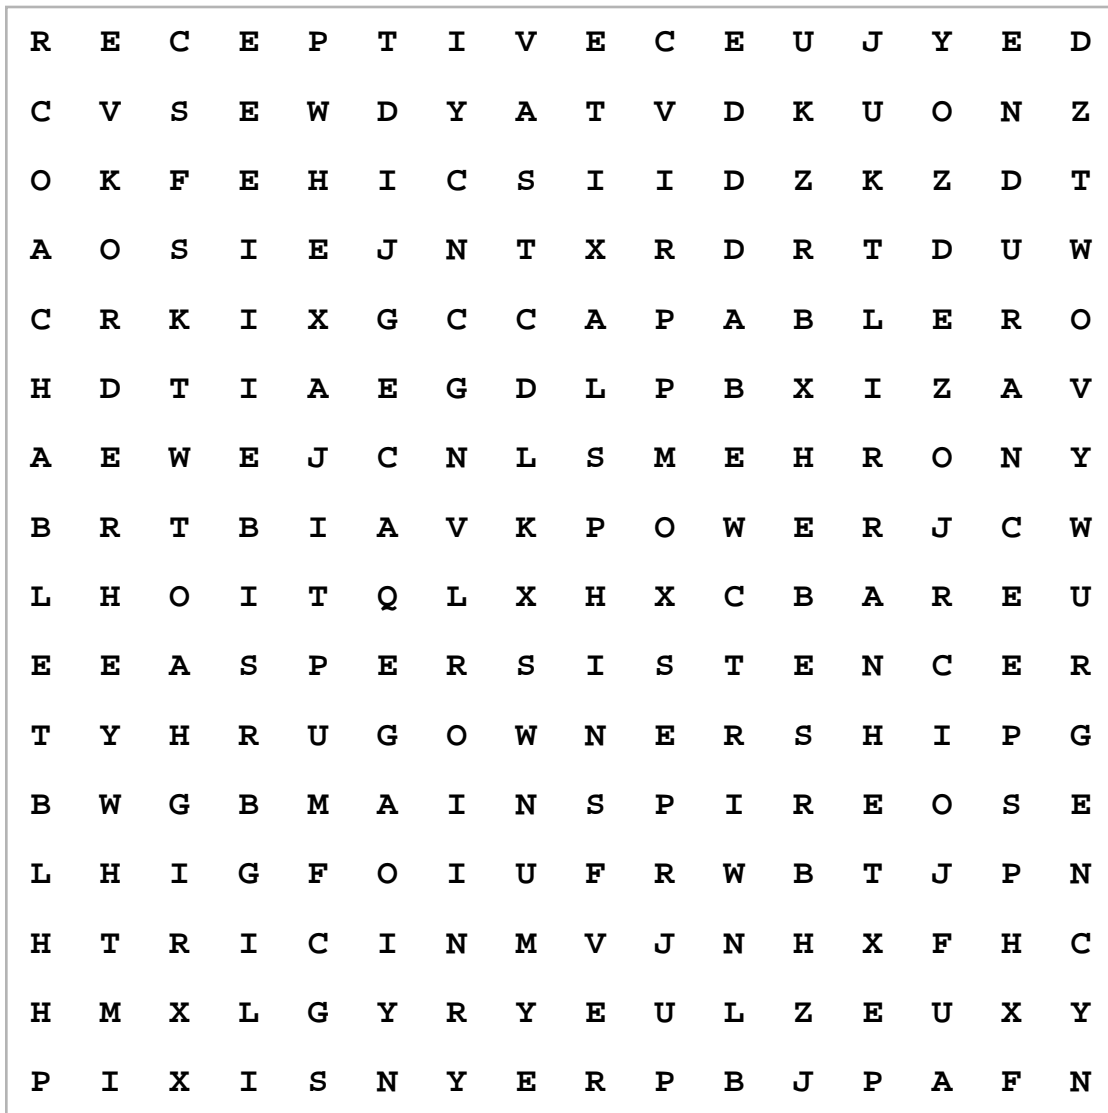 R E C E P T I V E C E U J Y E D
C V S E W D Y A T V D K U O N Z
O K F E H I C S I I D Z K Z D T
A O S I E J N T X R D R T D U W
C R K I X G C C A P A B L E R O
H D T I A E G D L P B X I Z A V
A E W E J C N L S M E H R O N Y
B R T B I A V K P O W E R J C W
L H O I T Q L X H X C B A R E U
E E A S P E R S I S T E N C E R
T Y H R U G O W N E R S H I P G
B W G B M A I N S P I R E O S E
L H I G F O I U F R W B T J P N
H T R I C I N M V J N H X F H C
H M X L G Y R Y E U L Z E U X Y
P I X I S N Y E R P B J P A F N